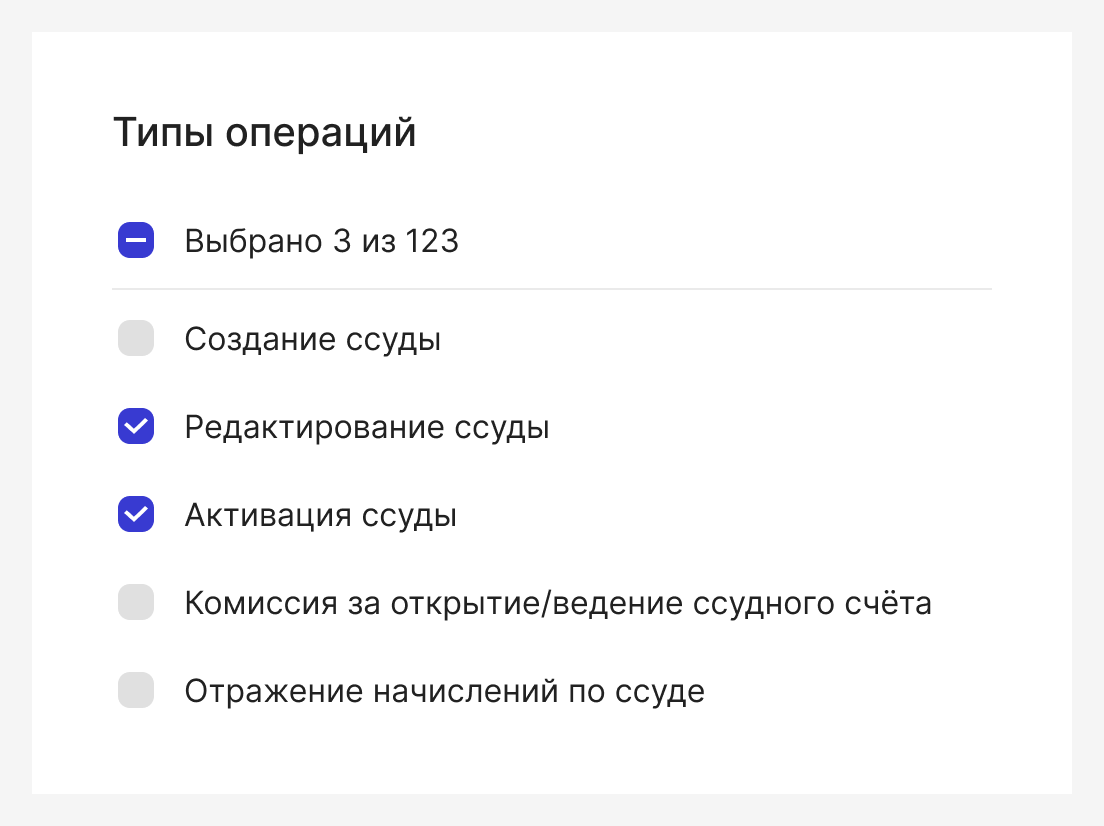 Типы операций
Выбрано 3 из 123
Создание ссуды
Редактирование ссуды
Активация ссуды
Комиссия за открытие/ведение ссудного счёта
Отражение начислений по ссуде